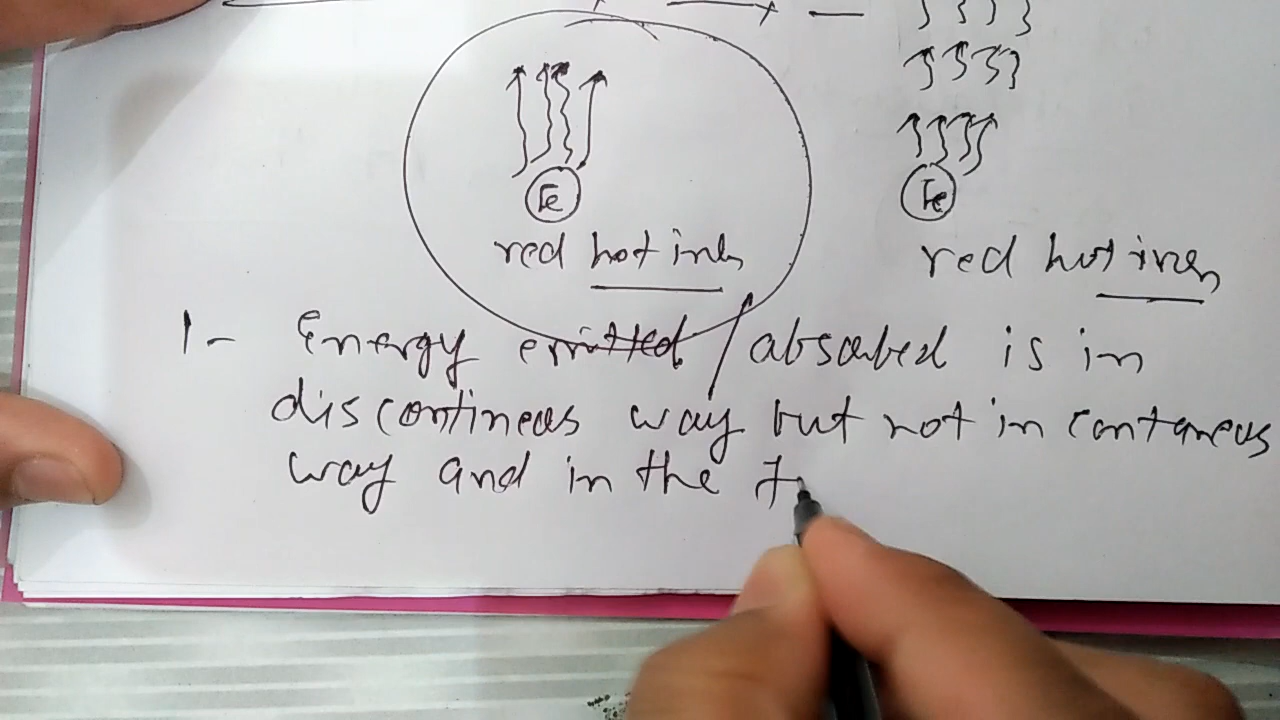 Fe Fe
red hot iron red hot iron
1- Energy emitted / absorbed is in
discontineous way but not in contineous
way and in the f